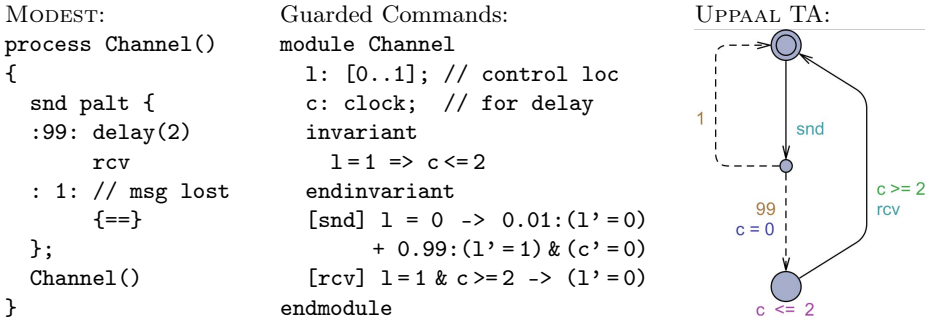 MODEST:
process Channel()
{
  snd palt {
  :99: delay(2)
       rcv
  : 1: // msg lost
       {==}
  };
  Channel()
}
Guarded Commands:
module Channel
  l: [0..1]; // control loc
  c: clock;  // for delay
  invariant
    l=1 => c<=2
  endinvariant
  [snd] l = 0 -> 0.01:(l'=0)
       + 0.99:(l'=1)&(c'=0)
  [rcv] l=1 & c>=2 -> (l'=0)
endmodule
UPPAAL TA:
1
snd
99
c = 0
c >= 2
rcv
c <= 2